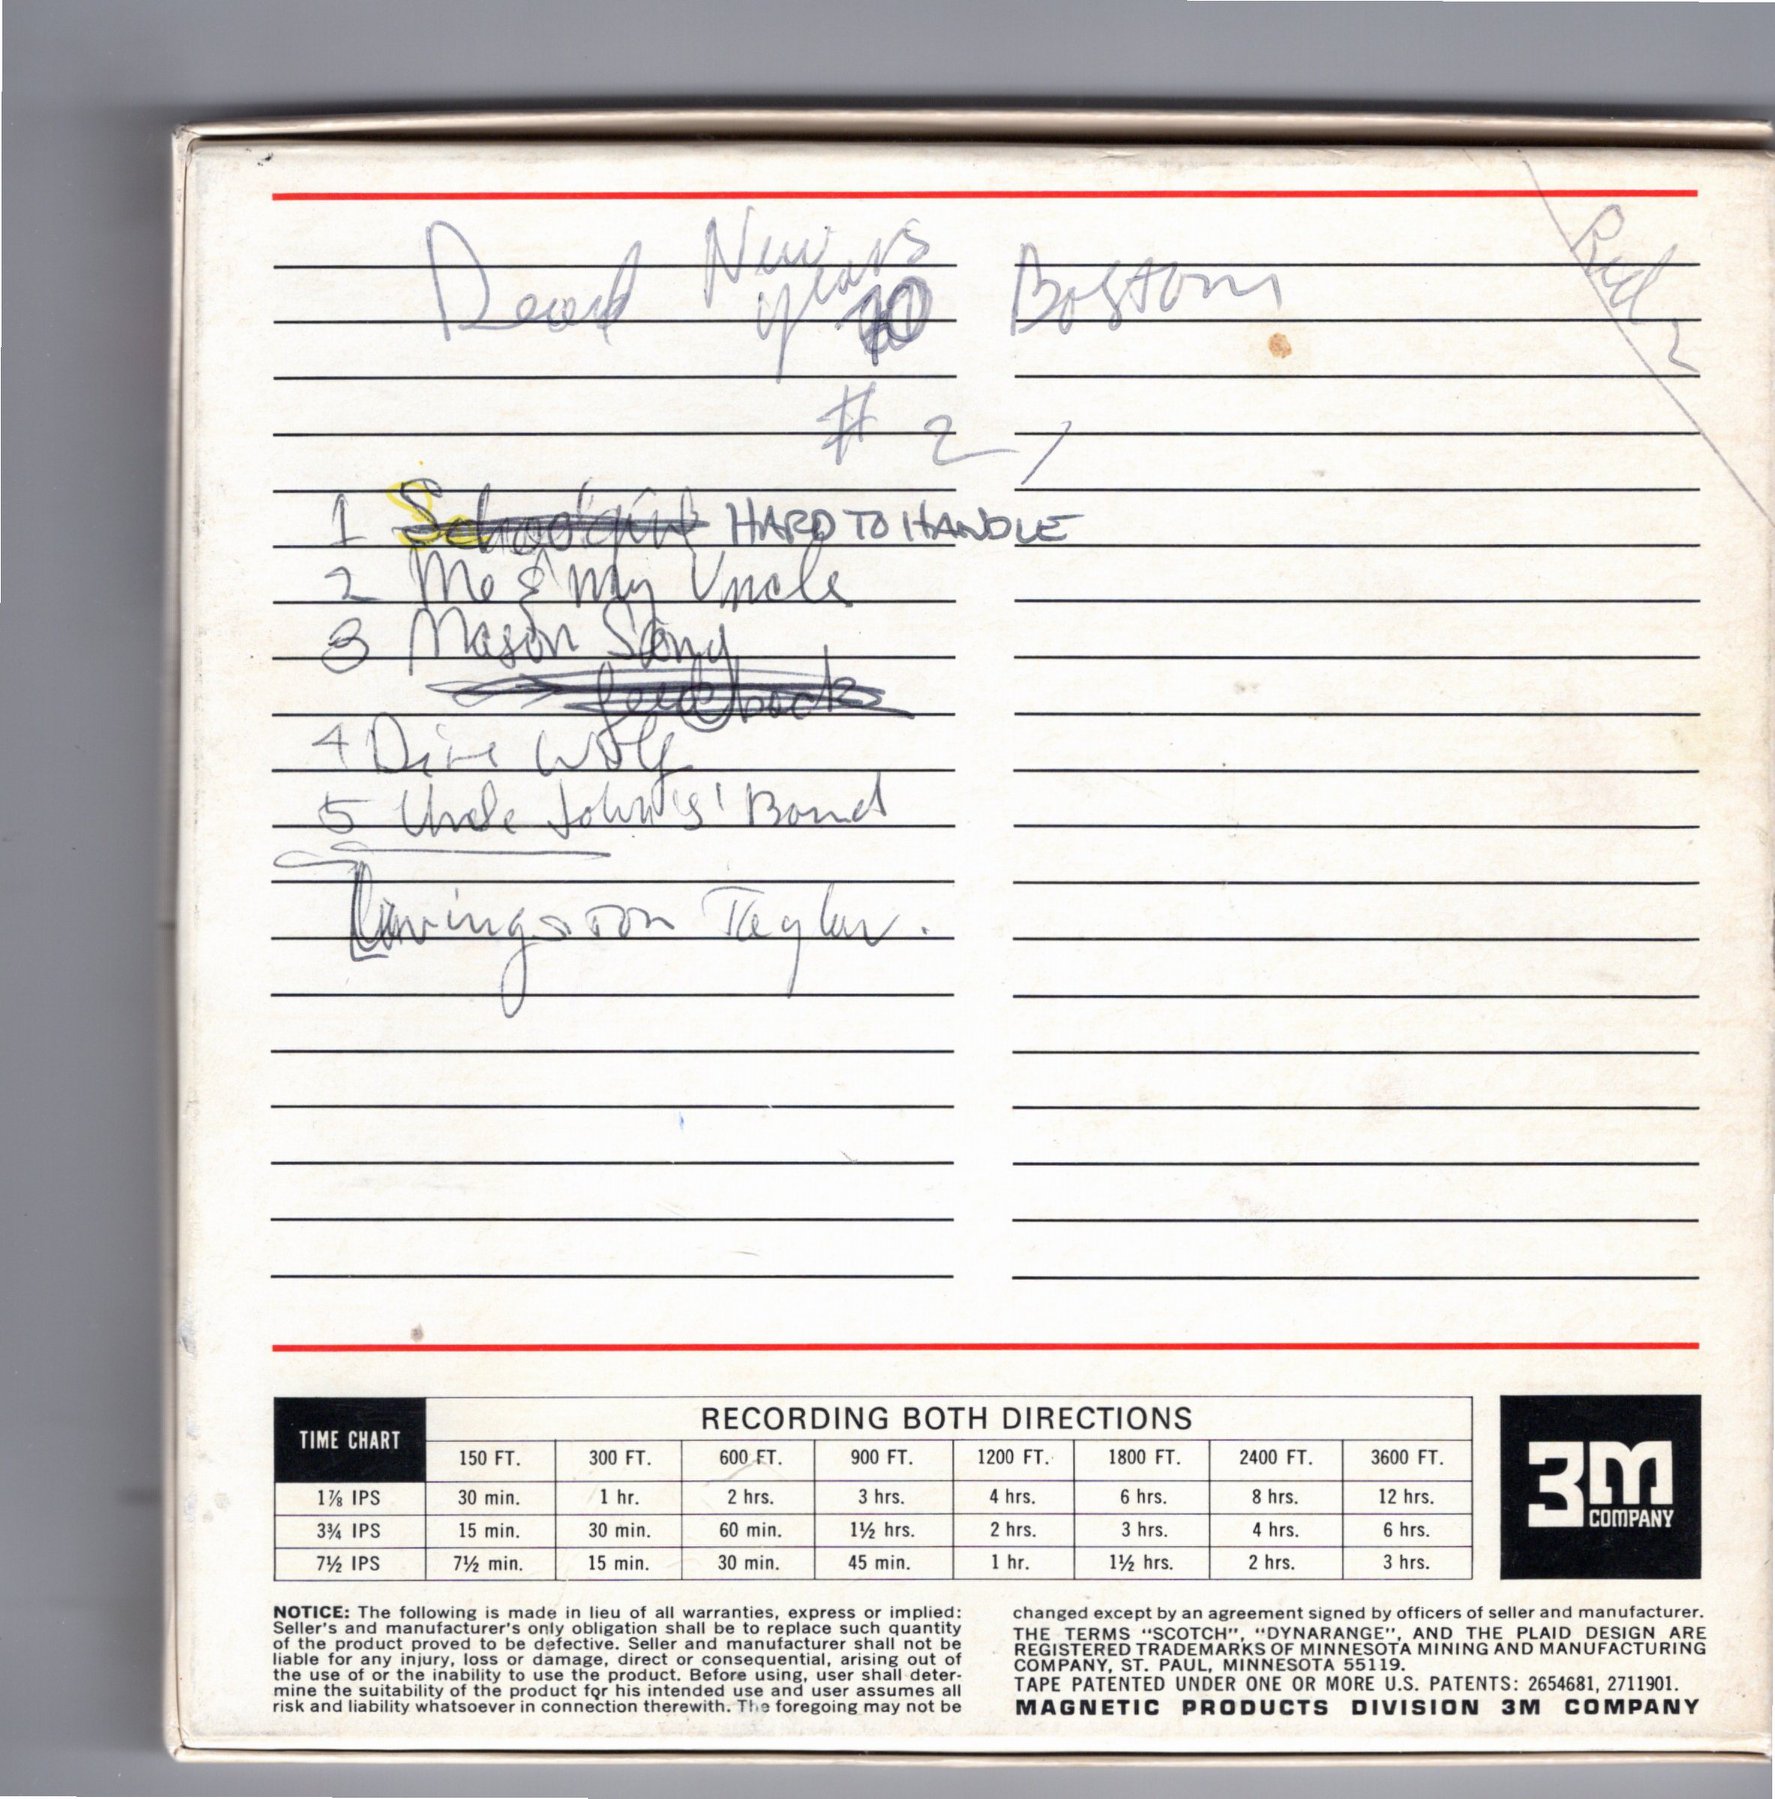 Dead New Boston
years
Reel 2
# 2
1 Schoolgirl HARD TO HANDLE
2 Me & My Uncle
3 Mason Song
feedback
4 Dire Wolf
5 Uncle Johns' Band
Livingston Taylor.
TIME CHART
RECORDING BOTH DIRECTIONS
150 FT. 300 FT. 600 FT. 900 FT. 1200 FT. 1800 FT. 2400 FT. 3600 FT.
1⅞ IPS 30 min. 1 hr. 2 hrs. 3 hrs. 4 hrs. 6 hrs. 8 hrs. 12 hrs.
3¾ IPS 15 min. 30 min. 60 min. 1½ hrs. 2 hrs. 3 hrs. 4 hrs. 6 hrs.
7½ IPS 7½ min. 15 min. 30 min. 45 min. 1 hr. 1½ hrs. 2 hrs. 3 hrs.
3M
COMPANY
NOTICE: The following is made in lieu of all warranties, express or implied:
Seller's and manufacturer's only obligation shall be to replace such quantity
of the product proved to be defective. Seller and manufacturer shall not be
liable for any injury, loss or damage, direct or consequential, arising out of
the use of or the inability to use the product. Before using, user shall deter-
mine the suitability of the product for his intended use and user assumes all
risk and liability whatsoever in connection therewith. The foregoing may not be
changed except by an agreement signed by officers of seller and manufacturer.
THE TERMS "SCOTCH", "DYNARANGE", AND THE PLAID DESIGN ARE
REGISTERED TRADEMARKS OF MINNESOTA MINING AND MANUFACTURING
COMPANY, ST. PAUL, MINNESOTA 55119.
TAPE PATENTED UNDER ONE OR MORE U.S. PATENTS: 2654681, 2711901.
MAGNETIC PRODUCTS DIVISION 3M COMPANY